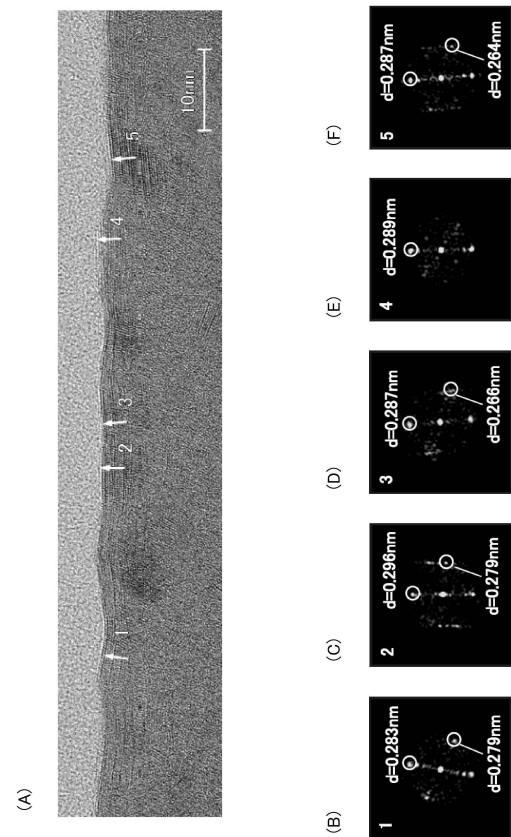 (A)
1
2
3
4
5
10nm
(B)
1
d=0.283nm
d=0.279nm
(C)
2
d=0.296nm
d=0.279nm
(D)
3
d=0.287nm
d=0.266nm
(E)
4
d=0.289nm
(F)
5
d=0.287nm
d=0.264nm